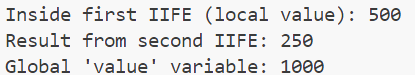 Inside first IIFE (local value): 500
Result from second IIFE: 250
Global 'value' variable: 1000